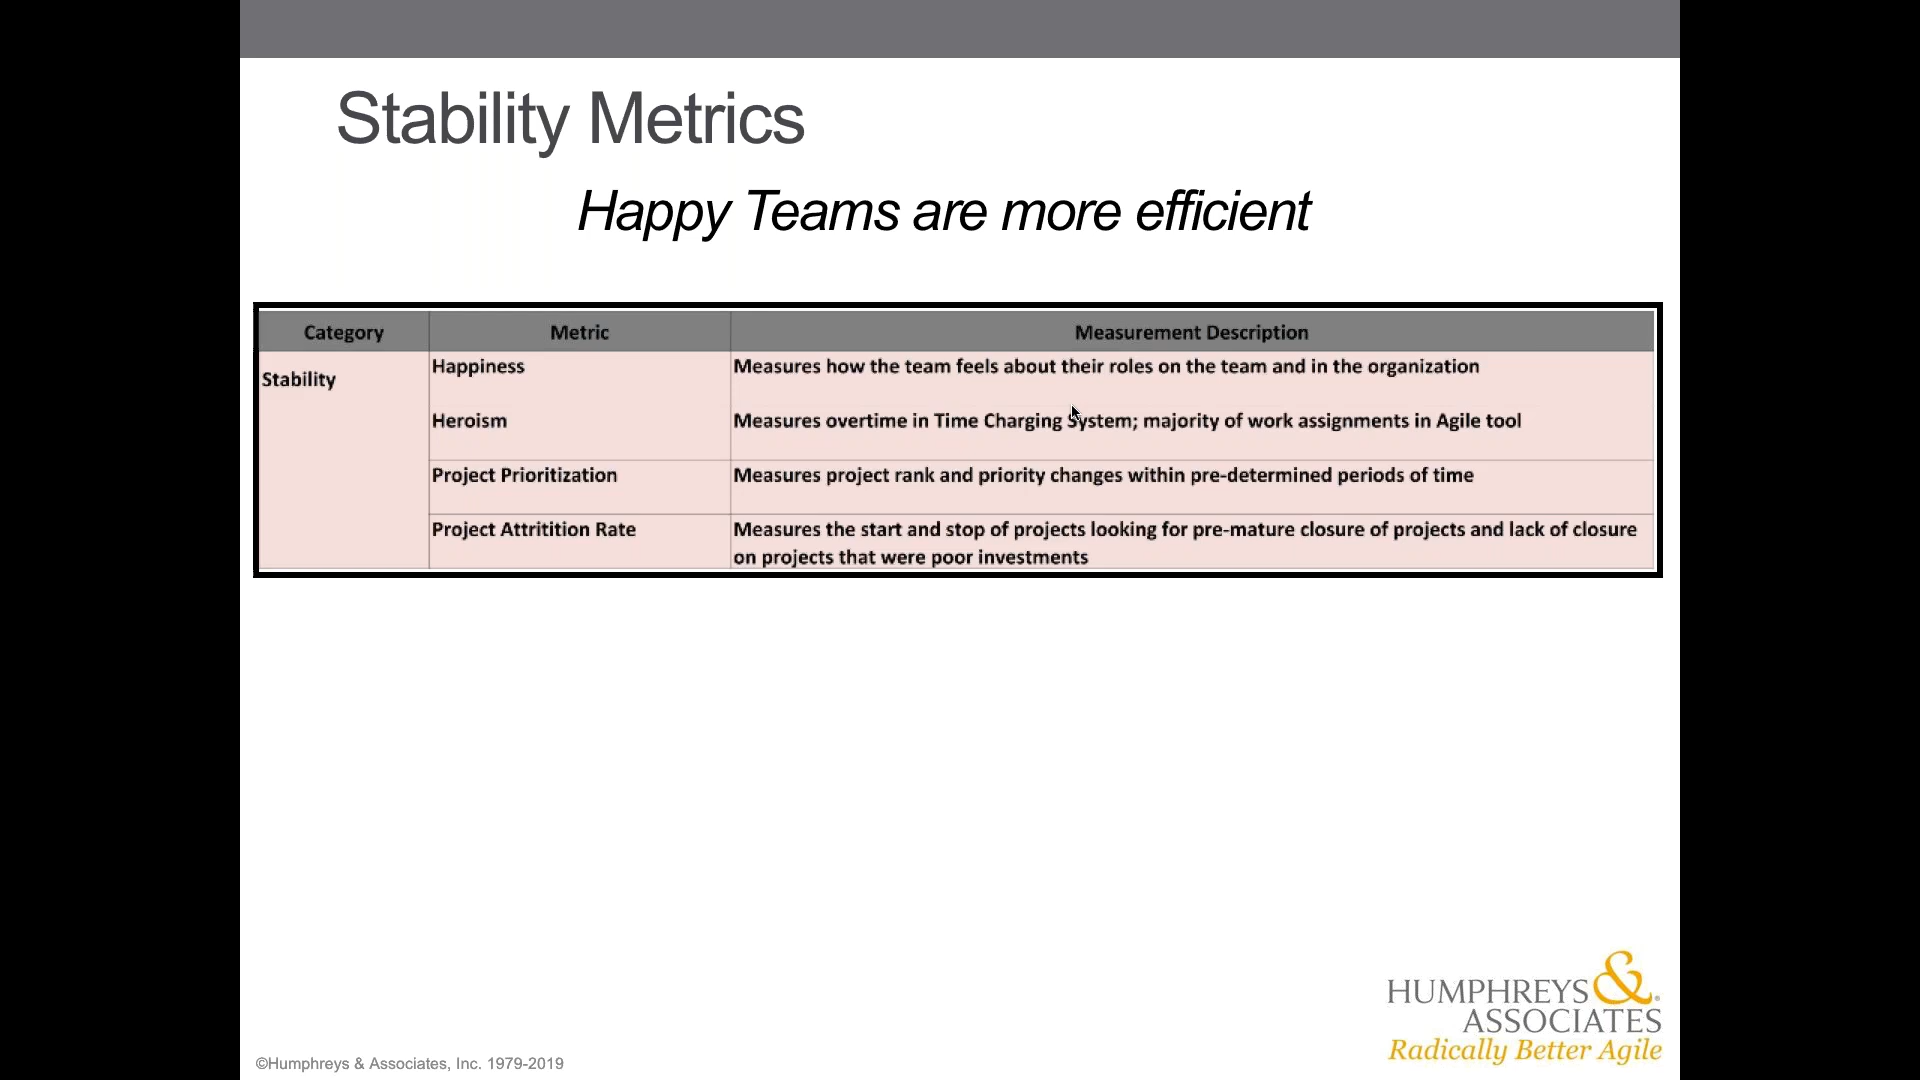 Stability Metrics
Happy Teams are more efficient
Category Metric Measurement Description
Stability
Happiness Measures how the team feels about their roles on the team and in the organization
Heroism Measures overtime in Time Charging System; majority of work assignments in Agile tool
Project Prioritization Measures project rank and priority changes within pre-determined periods of time
Project Attritition Rate Measures the start and stop of projects looking for pre-mature closure of projects and lack of closure
on projects that were poor investments
HUMPHREYS &®
ASSOCIATES
Radically Better Agile
©Humphreys & Associates, Inc. 1979-2019